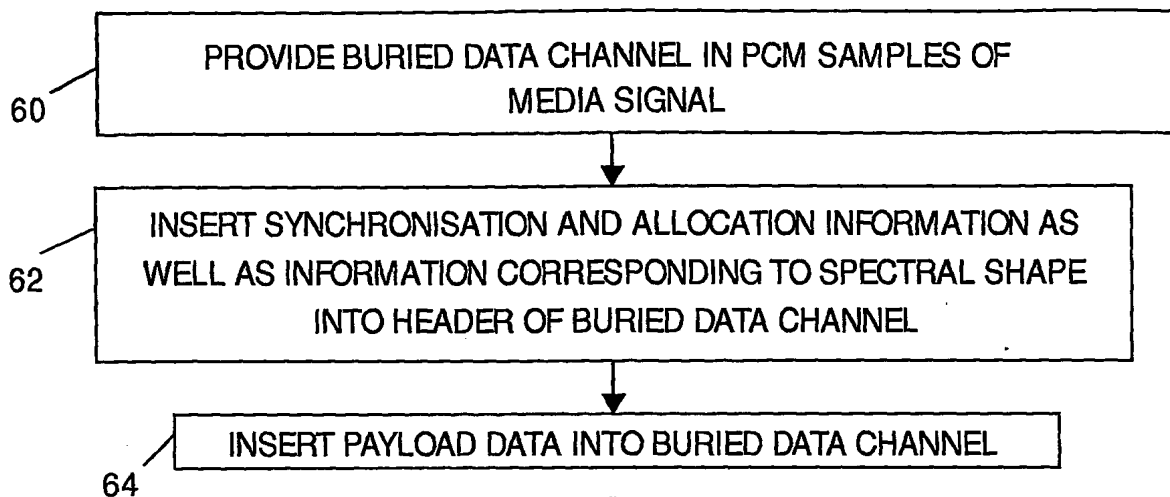 PROVIDE BURIED DATA CHANNEL IN PCM SAMPLES OF
MEDIA SIGNAL
60
INSERT SYNCHRONISATION AND ALLOCATION INFORMATION AS
WELL AS INFORMATION CORRESPONDING TO SPECTRAL SHAPE
INTO HEADER OF BURIED DATA CHANNEL
62
INSERT PAYLOAD DATA INTO BURIED DATA CHANNEL
64